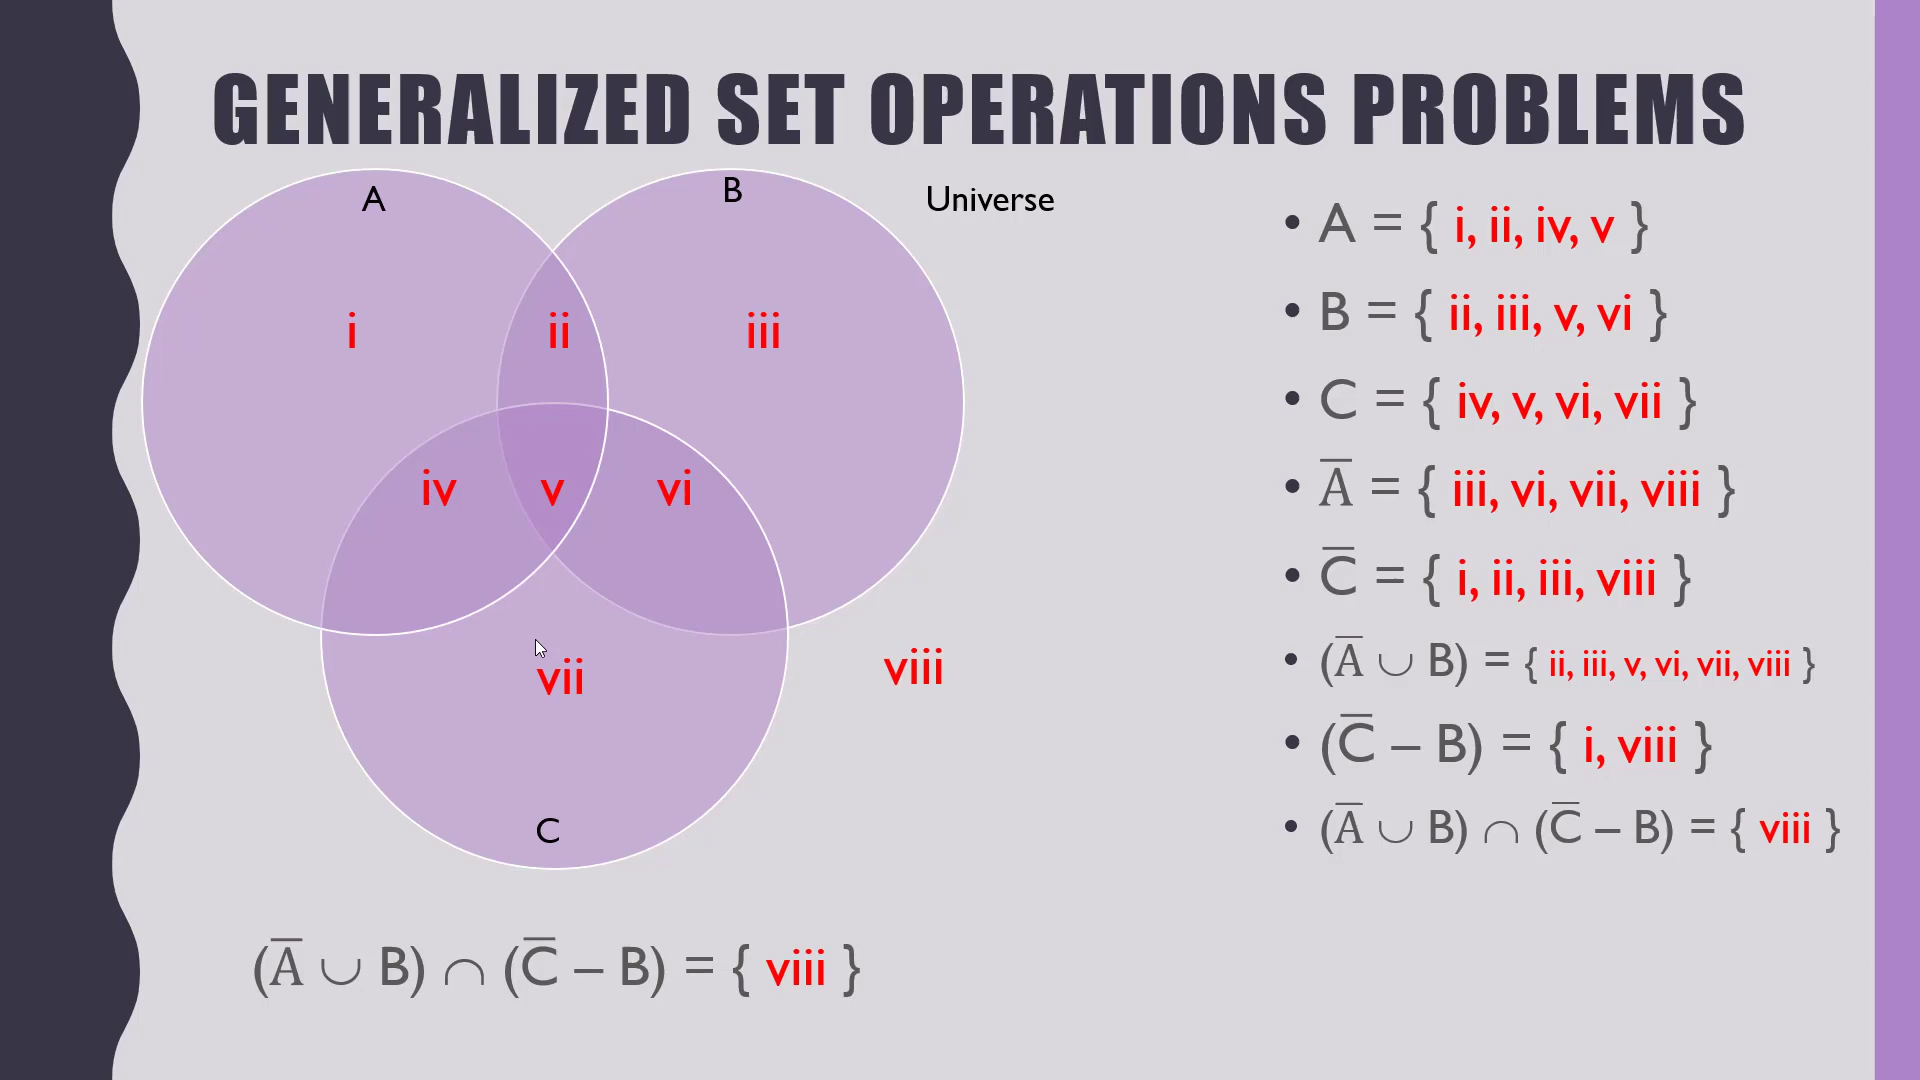 GENERALIZED SET OPERATIONS PROBLEMS
A
B
Universe
i
ii
iii
iv
v
vi
vii
viii
C
(A̅ ∪ B) ∩ (C̅ – B) = { viii }
• A = { i, ii, iv, v }
• B = { ii, iii, v, vi }
• C = { iv, v, vi, vii }
• A̅ = { iii, vi, vii, viii }
• C̅ = { i, ii, iii, viii }
• (A̅ ∪ B) = { ii, iii, v, vi, vii, viii }
• (C̅ – B) = { i, viii }
• (A̅ ∪ B) ∩ (C̅ – B) = { viii }